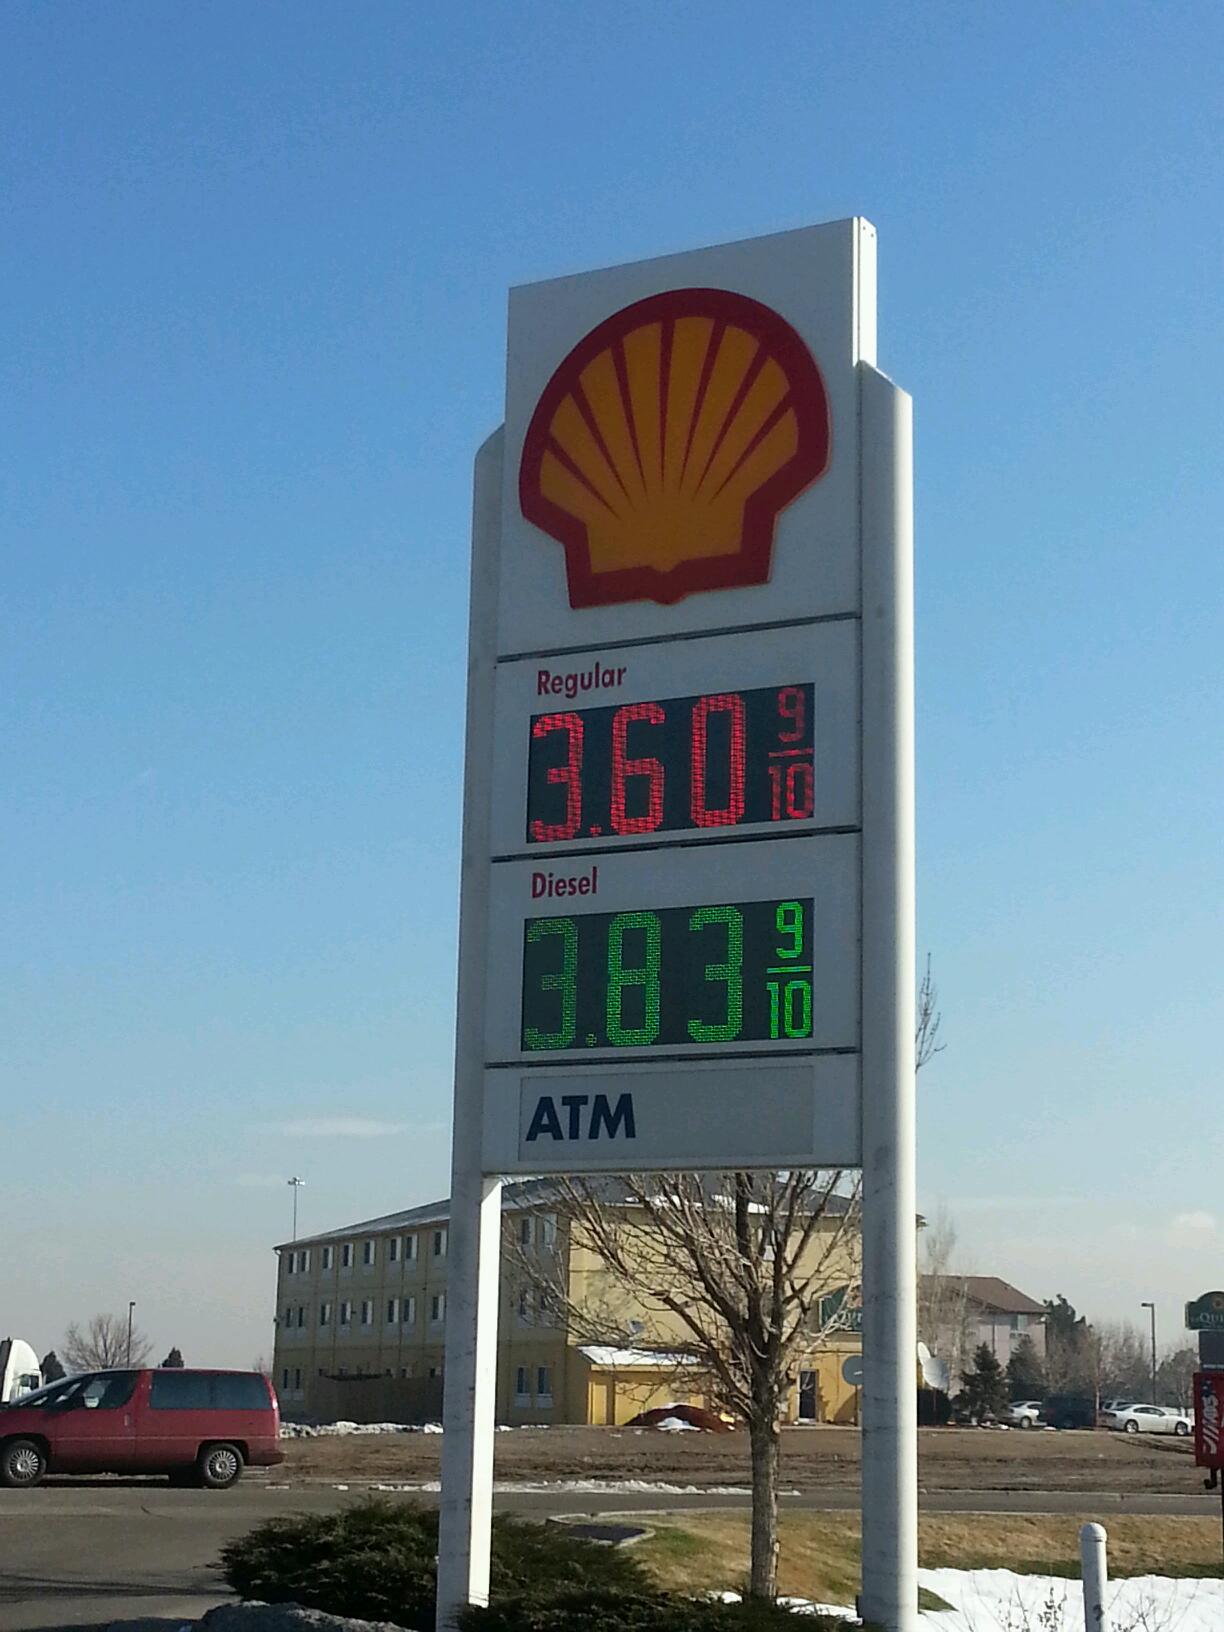 Regular
3.60 9/10
Diesel
3.83 9/10
ATM